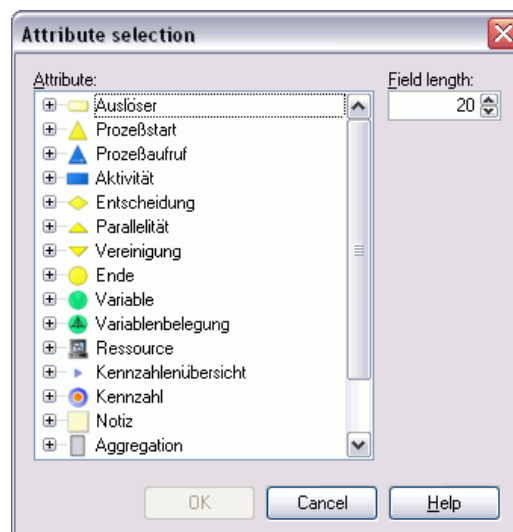 Attribute selection
Attribute:
Field length:
Auslöser
20
Prozeßstart
Prozeßaufruf
Aktivität
Entscheidung
Parallelität
Vereinigung
Ende
Variable
Variablenbelegung
Ressource
Kennzahlenübersicht
Kennzahl
Notiz
Aggregation
OK
Cancel
Help